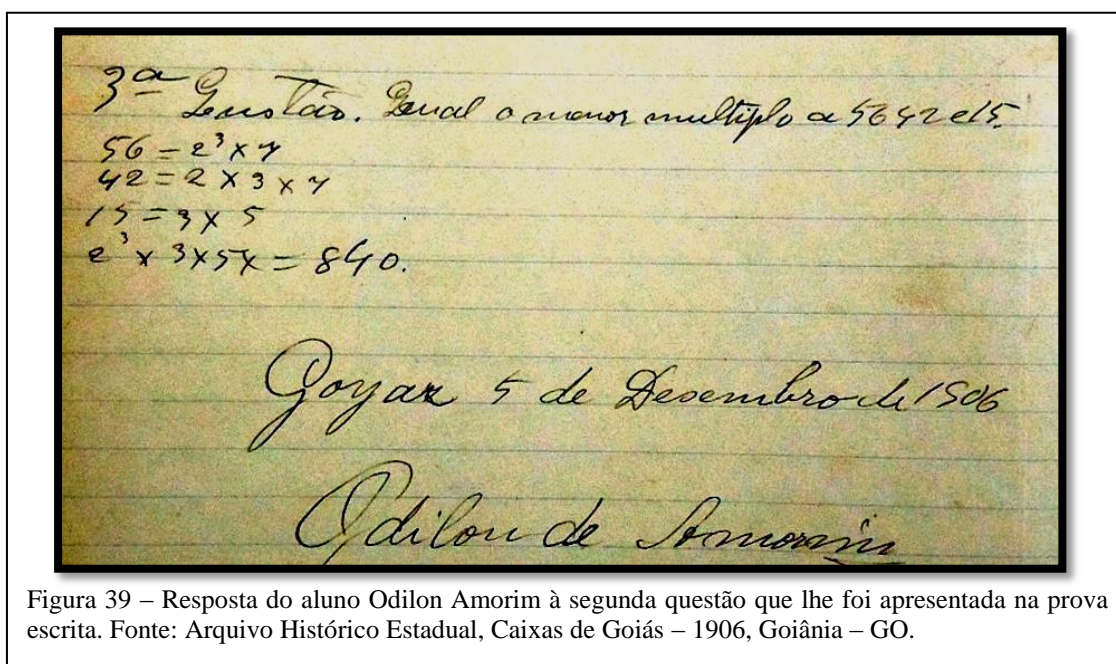 3ª Questão. Qual o menor multiplo a 56 42 e 15.
56 = 2³ x 7
42 = 2 x 3 x 7
15 = 3 x 5
2³ x 3 x 5 x = 840.
Goyaz 5 de Desembro de 1906
Odilon de Amorim
Figura 39 – Resposta do aluno Odilon Amorim à segunda questão que lhe foi apresentada na prova
escrita. Fonte: Arquivo Histórico Estadual, Caixas de Goiás – 1906, Goiânia – GO.